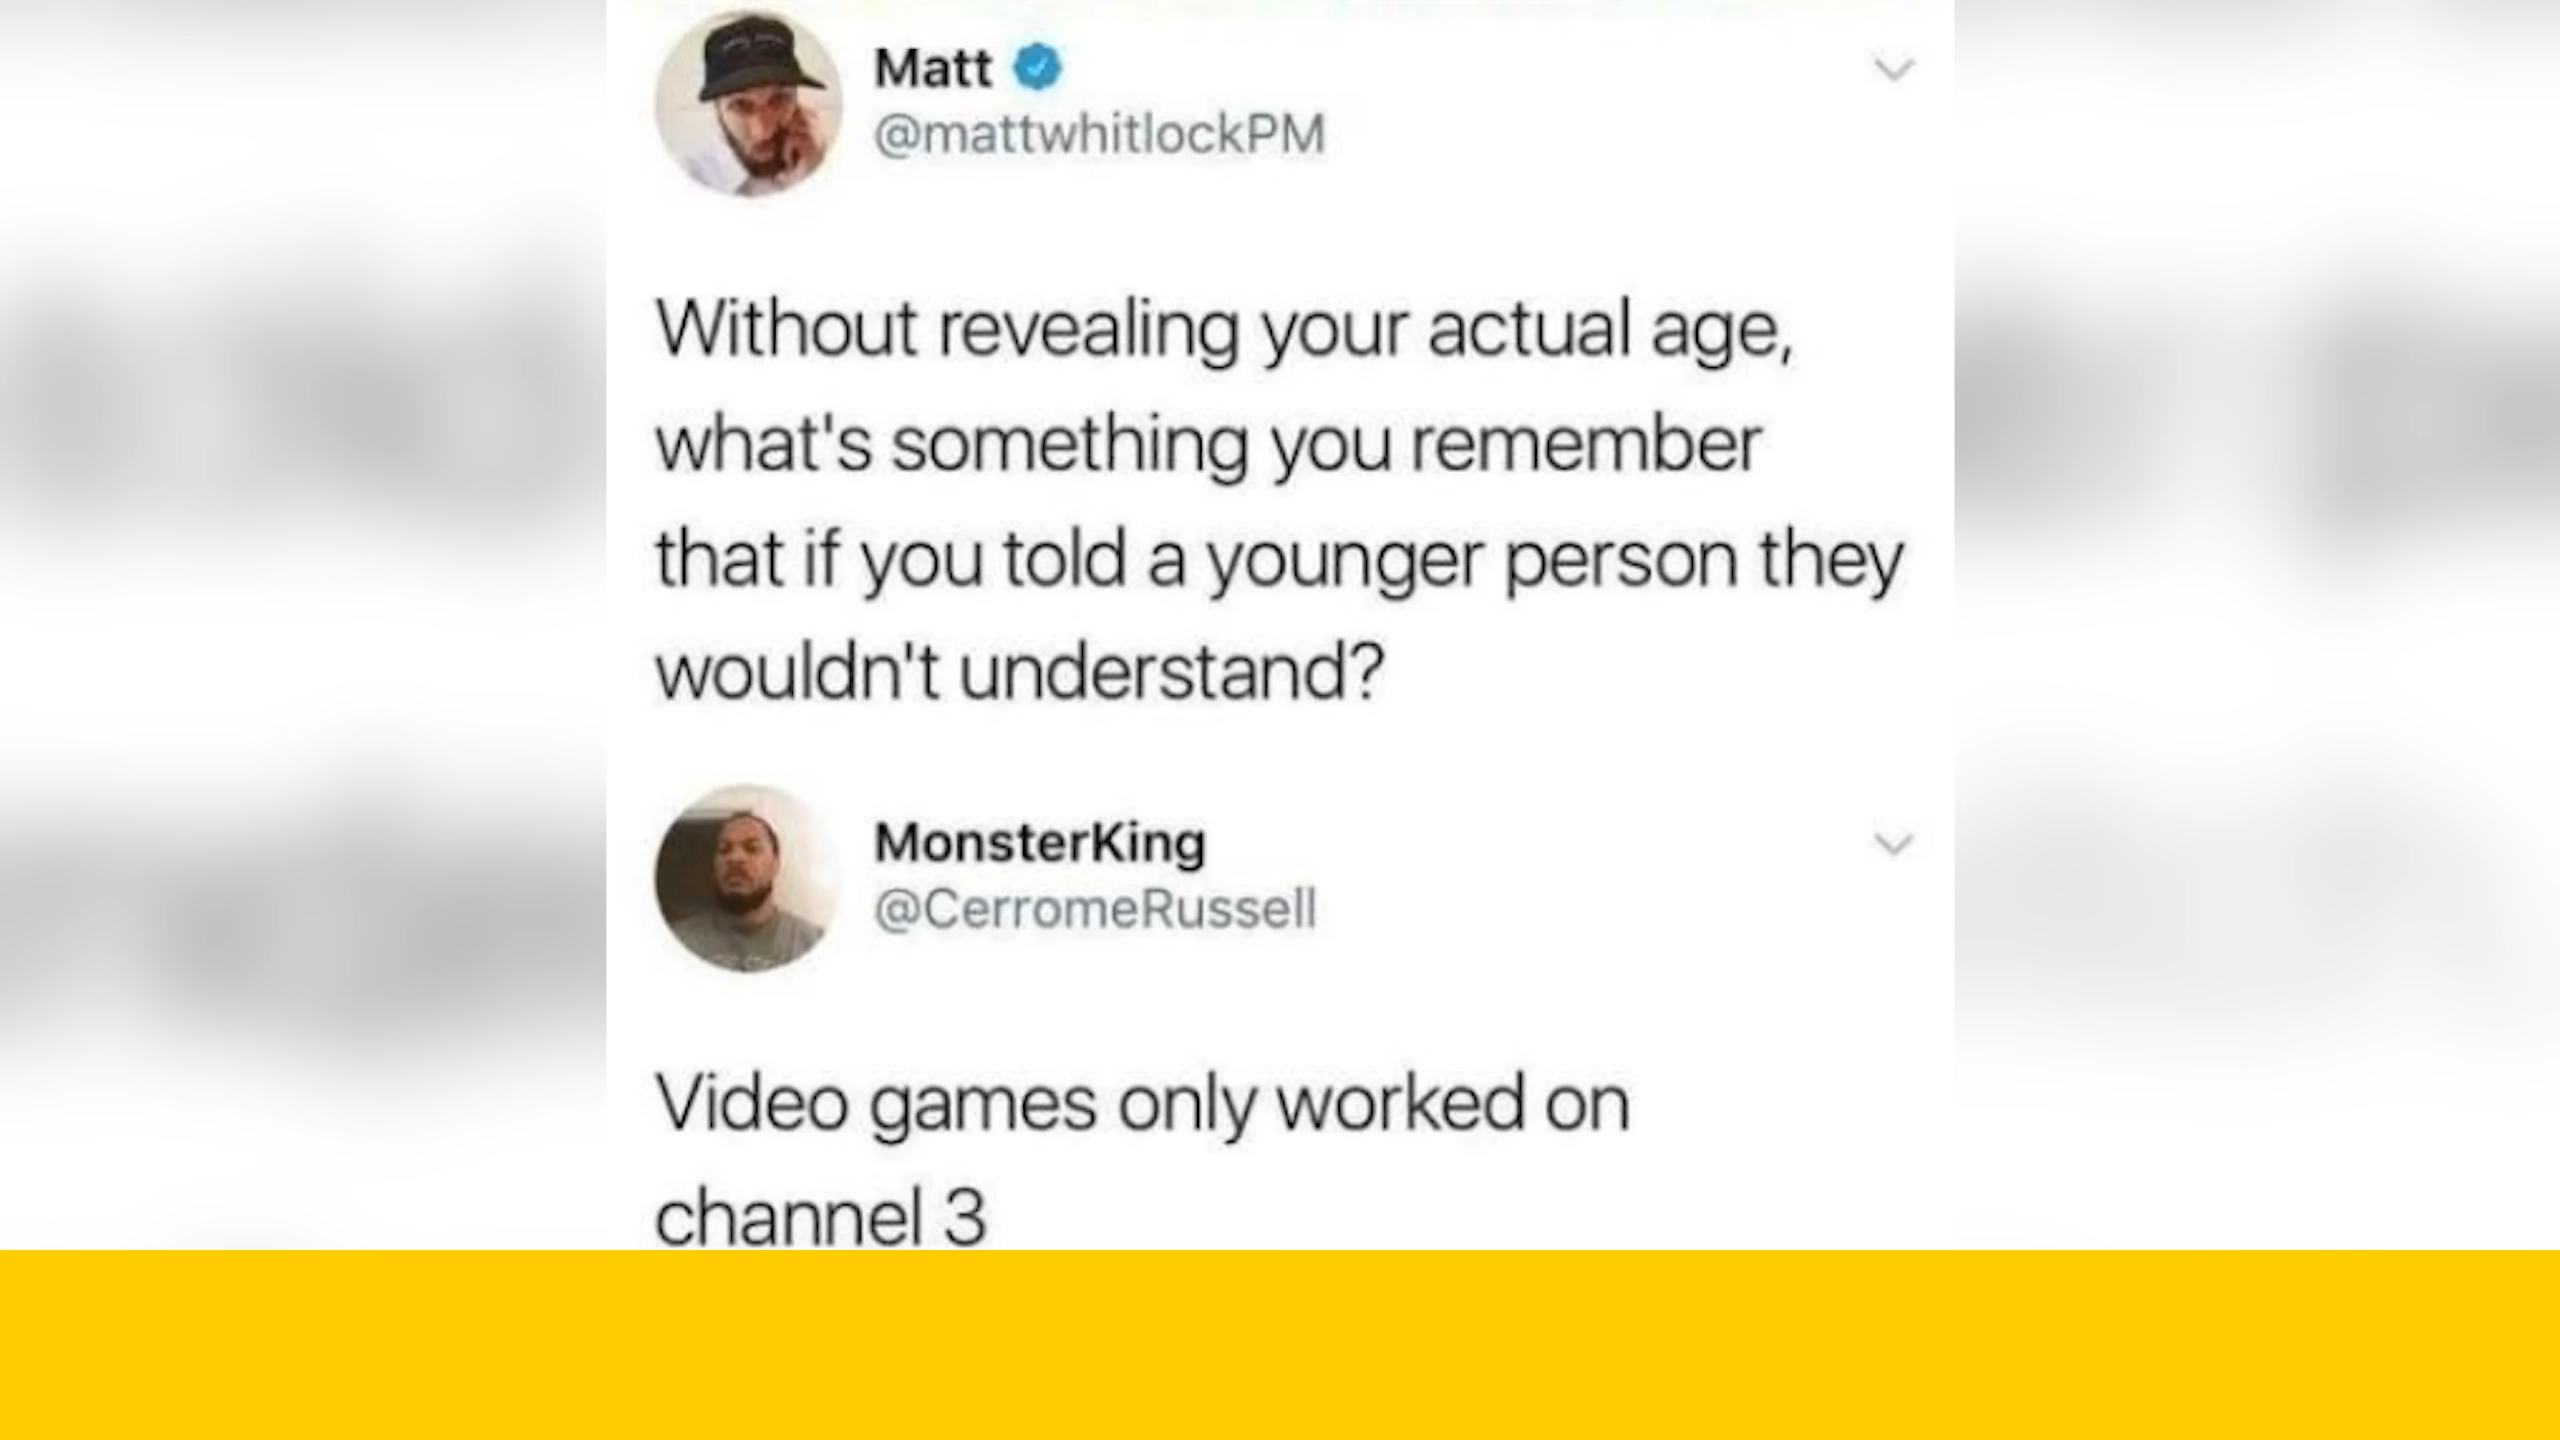 Matt
@mattwhitlockPM
Without revealing your actual age,
what's something you remember
that if you told a younger person they
wouldn't understand?
MonsterKing
@CerromeRussell
Video games only worked on
channel 3